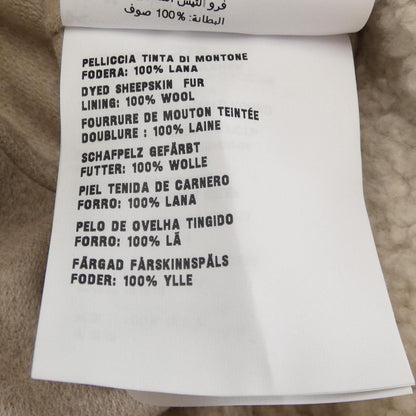 فرو التيس
البطانة: 100% صوف
PELLICCIA TINTA DI MONTONE
FODERA: 100% LANA
DYED SHEEPSKIN FUR
LINING: 100% WOOL
FOURRURE DE MOUTON TEINTÉE
DOUBLURE : 100% LAINE
SCHAFPELZ GEFÄRBT
FUTTER: 100% WOLLE
PIEL TENIDA DE CARNERO
FORRO: 100% LANA
PELO DE OVELHA TINGIDO
FORRO: 100% LÃ
FÄRGAD FÅRSKINNSPÄLS
FODER: 100% YLLE